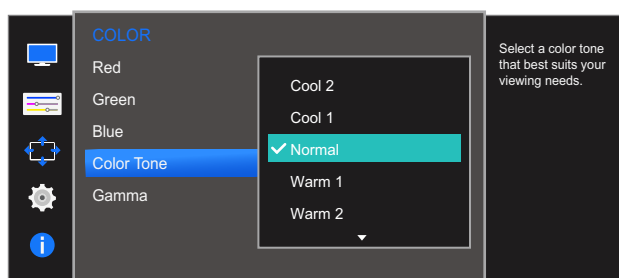 COLOR
Red
Green
Blue
Color Tone
Gamma
Cool 2
Cool 1
Normal
Warm 1
Warm 2
Select a color tone
that best suits your
viewing needs.